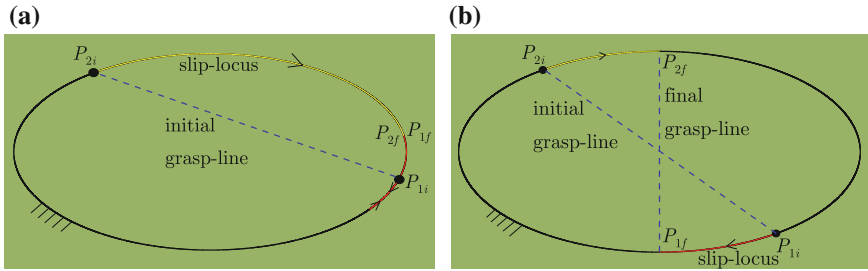 (a)
P2i
slip-locus
initial
grasp-line
P2f P1f
P1i
(b)
P2i
P2f
initial
grasp-line
final
grasp-line
P1f
P1i
slip-locus